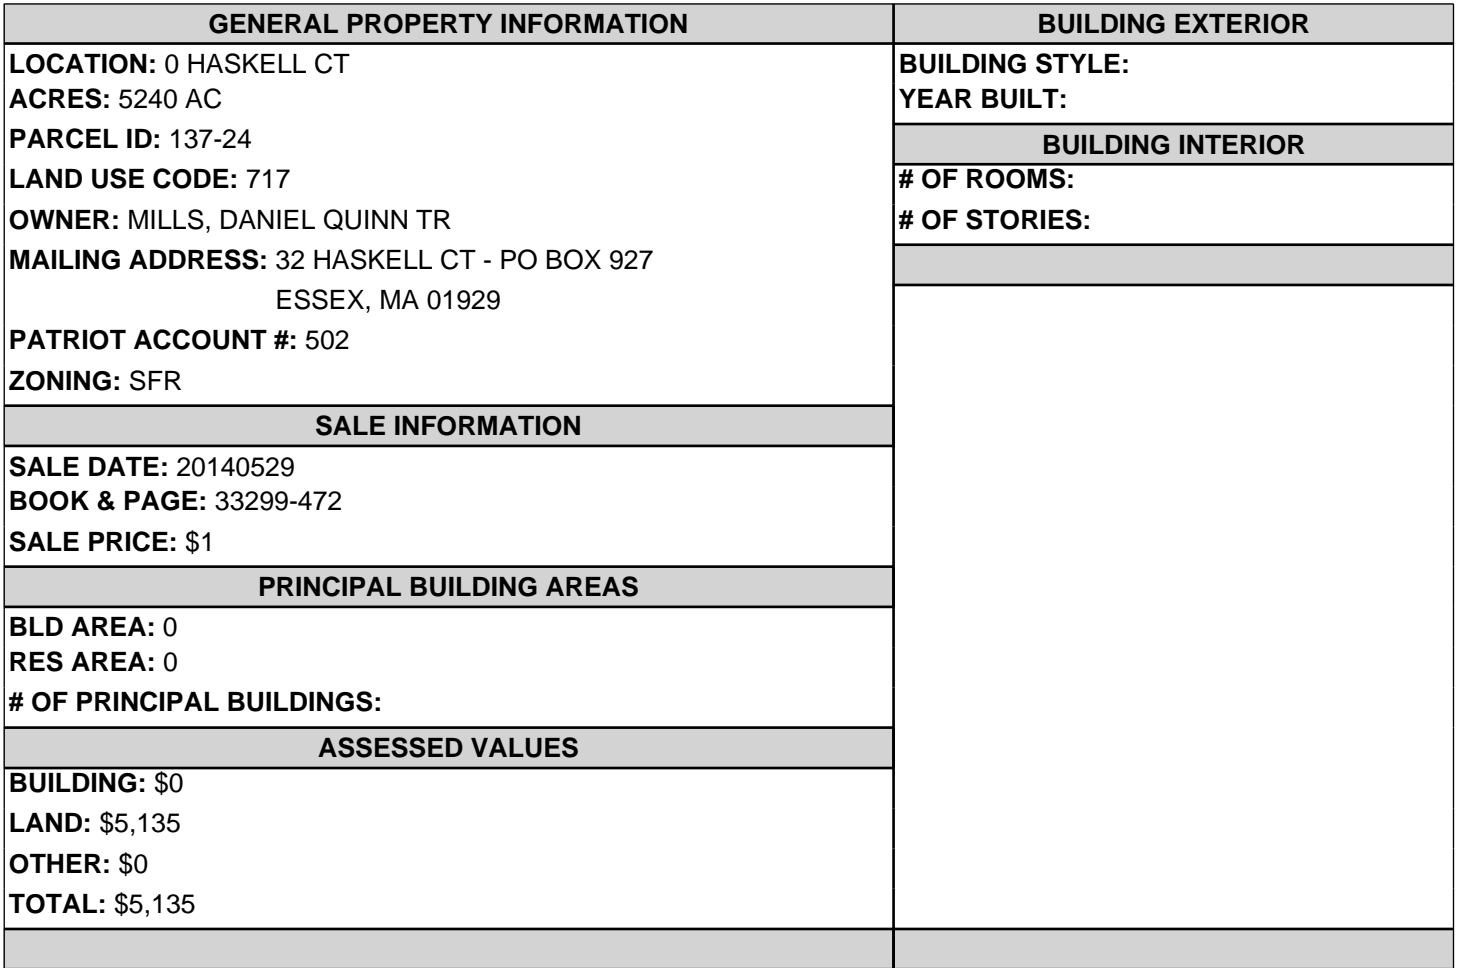 GENERAL PROPERTY INFORMATION
LOCATION: 0 HASKELL CT
ACRES: 5240 AC
PARCEL ID: 137-24
LAND USE CODE: 717
OWNER: MILLS, DANIEL QUINN TR
MAILING ADDRESS: 32 HASKELL CT - PO BOX 927
ESSEX, MA 01929
PATRIOT ACCOUNT #: 502
ZONING: SFR
SALE INFORMATION
SALE DATE: 20140529
BOOK & PAGE: 33299-472
SALE PRICE: $1
PRINCIPAL BUILDING AREAS
BLD AREA: 0
RES AREA: 0
# OF PRINCIPAL BUILDINGS:
ASSESSED VALUES
BUILDING: $0
LAND: $5,135
OTHER: $0
TOTAL: $5,135
BUILDING EXTERIOR
BUILDING STYLE:
YEAR BUILT:
BUILDING INTERIOR
# OF ROOMS:
# OF STORIES: